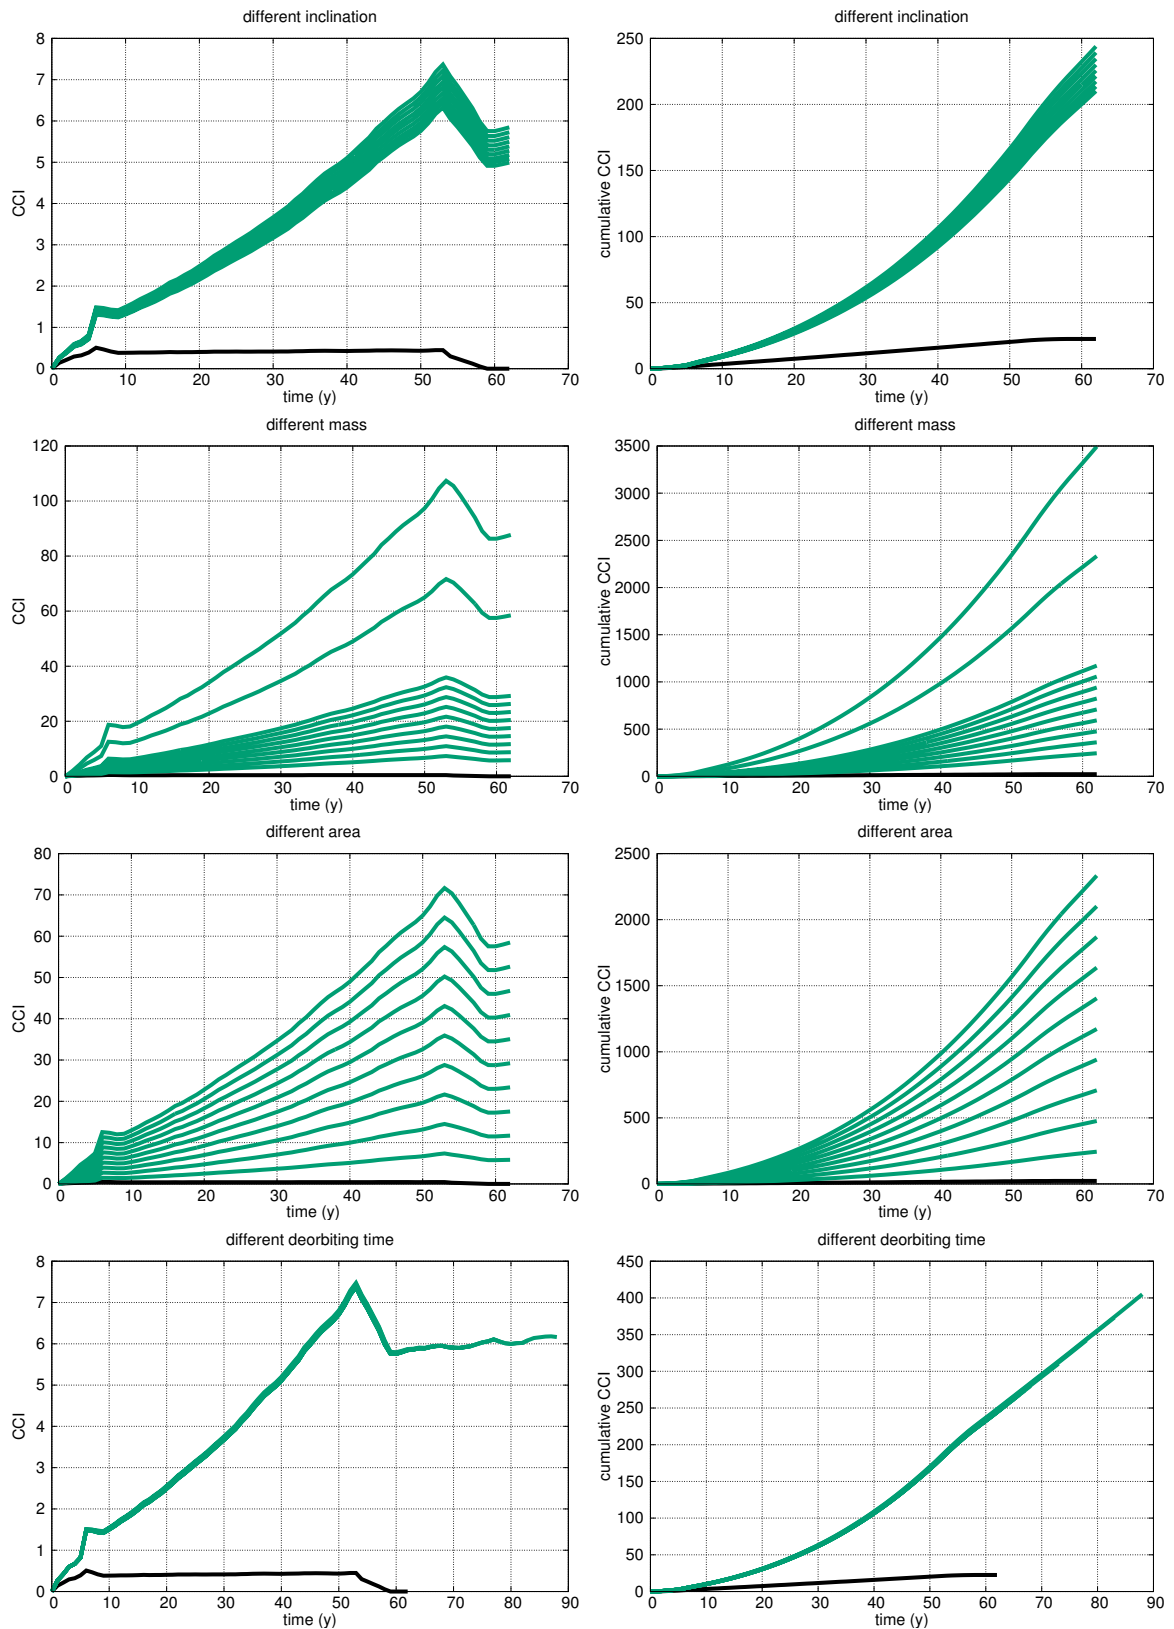 different inclination
CCI
0 1 2 3 4 5 6 7 8
0 10 20 30 40 50 60 70
time (y)
different inclination
cumulative CCI
0 50 100 150 200 250
0 10 20 30 40 50 60 70
time (y)
different mass
CCI
0 20 40 60 80 100 120
0 10 20 30 40 50 60 70
time (y)
different mass
cumulative CCI
0 500 1000 1500 2000 2500 3000 3500
0 10 20 30 40 50 60 70
time (y)
different area
CCI
0 10 20 30 40 50 60 70 80
0 10 20 30 40 50 60 70
time (y)
different area
cumulative CCI
0 500 1000 1500 2000 2500
0 10 20 30 40 50 60 70
time (y)
different deorbiting time
CCI
0 1 2 3 4 5 6 7 8
0 10 20 30 40 50 60 70 80 90
time (y)
different deorbiting time
cumulative CCI
0 50 100 150 200 250 300 350 400 450
0 10 20 30 40 50 60 70 80 90
time (y)